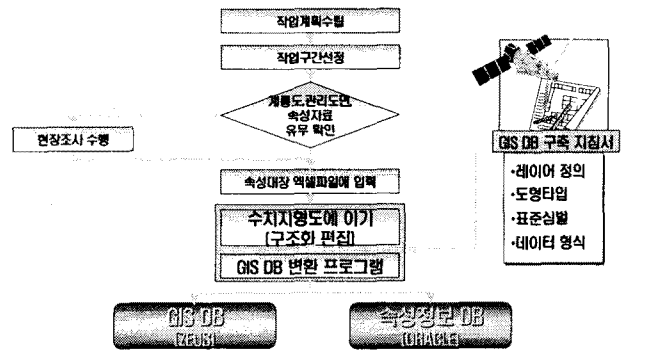 작업계획수립
작업구간선정
계통도,관리도면,
속성자료
유무 확인
현장조사 수행
속성대장 엑셀파일에 입력
수치지형도에 이기
(구조화 편집)
GIS DB 변환 프로그램
GIS DB
(ZEUS)
속성정보 DB
(ORACLE)
GIS DB 구축 지침서
·레이어 정의
·도형타입
·표준심벌
·데이터 형식